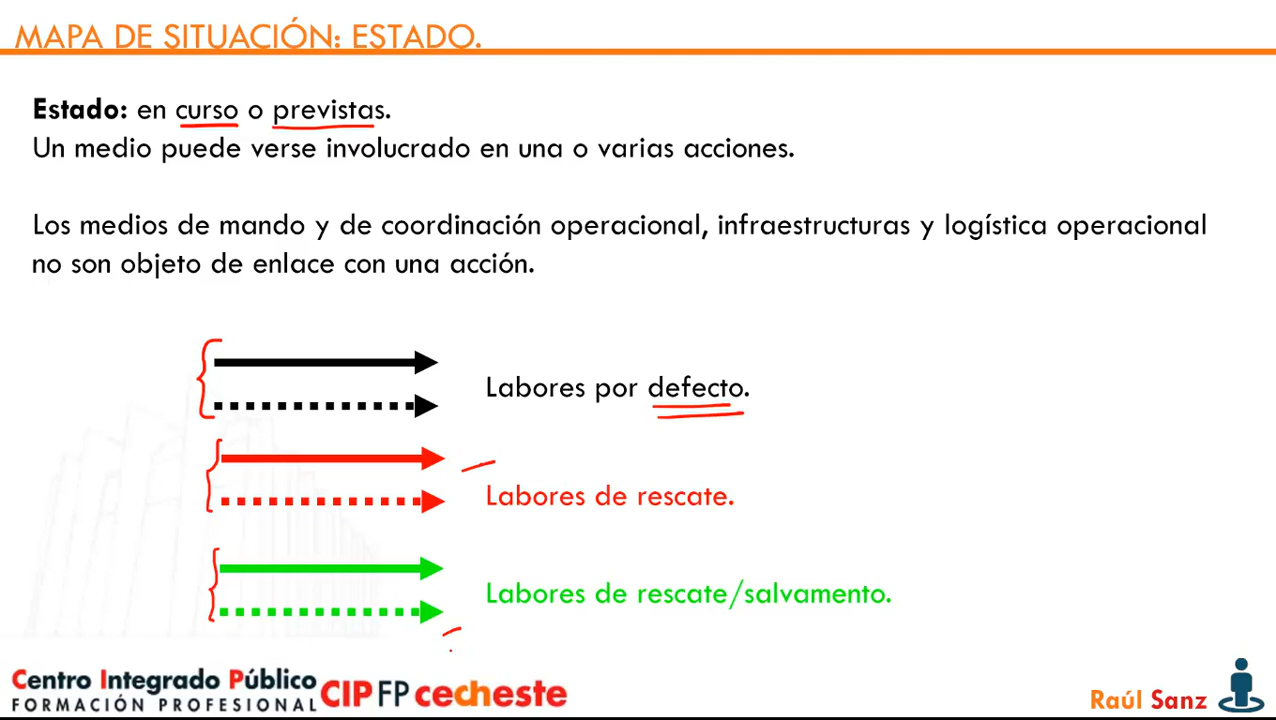 MAPA DE SITUACIÓN: ESTADO.
Estado: en curso o previstas.
Un medio puede verse involucrado en una o varias acciones.
Los medios de mando y de coordinación operacional, infraestructuras y logística operacional
no son objeto de enlace con una acción.
Labores por defecto.
Labores de rescate.
Labores de rescate/salvamento.
Centro Integrado Público
FORMACIÓN PROFESIONAL
CIPFP cecheste
Raúl Sanz